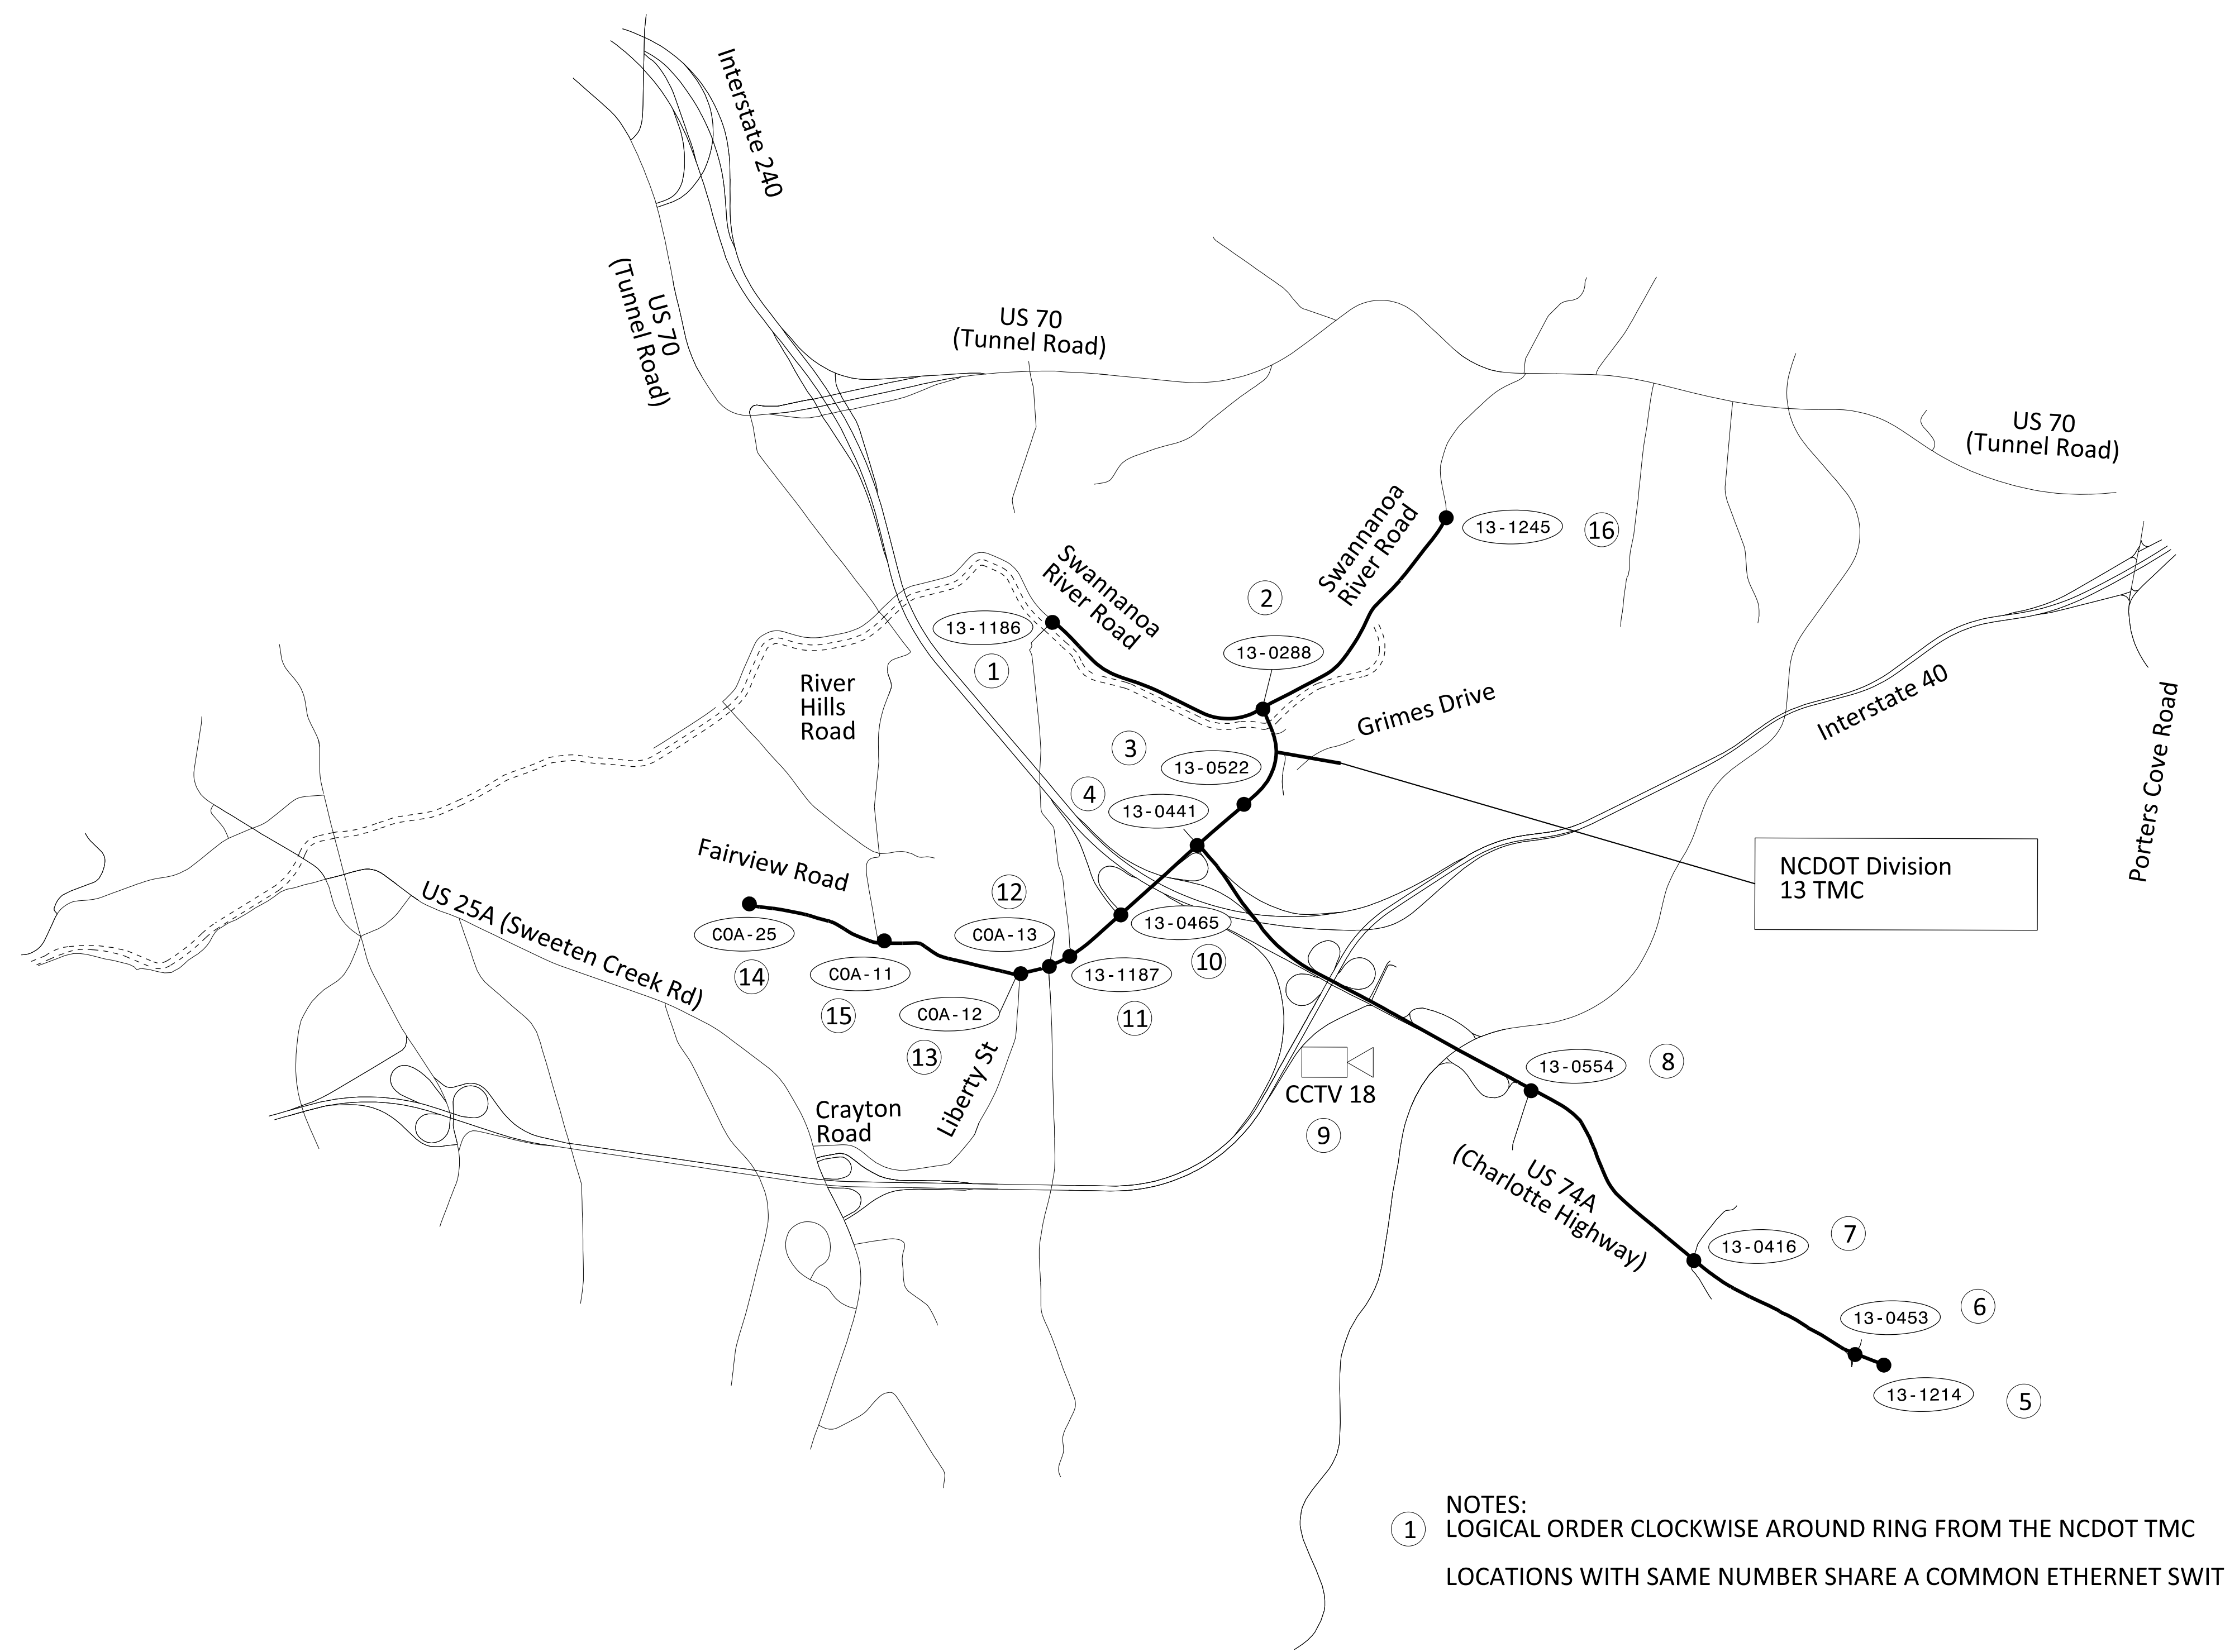 Interstate 240
US 70
(Tunnel Road)
US 70
(Tunnel Road)
US 70
(Tunnel Road)
Swannanoa
River Road
13-1245
16
Swannanoa
River Road
2
13-1186
1
13-0288
River
Hills
Road
Grimes Drive
Interstate 40
Porters Cove Road
3
13-0522
4
13-0441
NCDOT Division
13 TMC
Fairview Road
12
US 25A (Sweeten Creek Rd)
COA-25
14
COA-13
13-0465
10
COA-11
15
13-1187
11
COA-12
13
Liberty St
CCTV 18
9
13-0554
8
Crayton
Road
US 74A
(Charlotte Highway)
13-0416
7
13-0453
6
13-1214
5
NOTES:
1 LOGICAL ORDER CLOCKWISE AROUND RING FROM THE NCDOT TMC
LOCATIONS WITH SAME NUMBER SHARE A COMMON ETHERNET SWIT